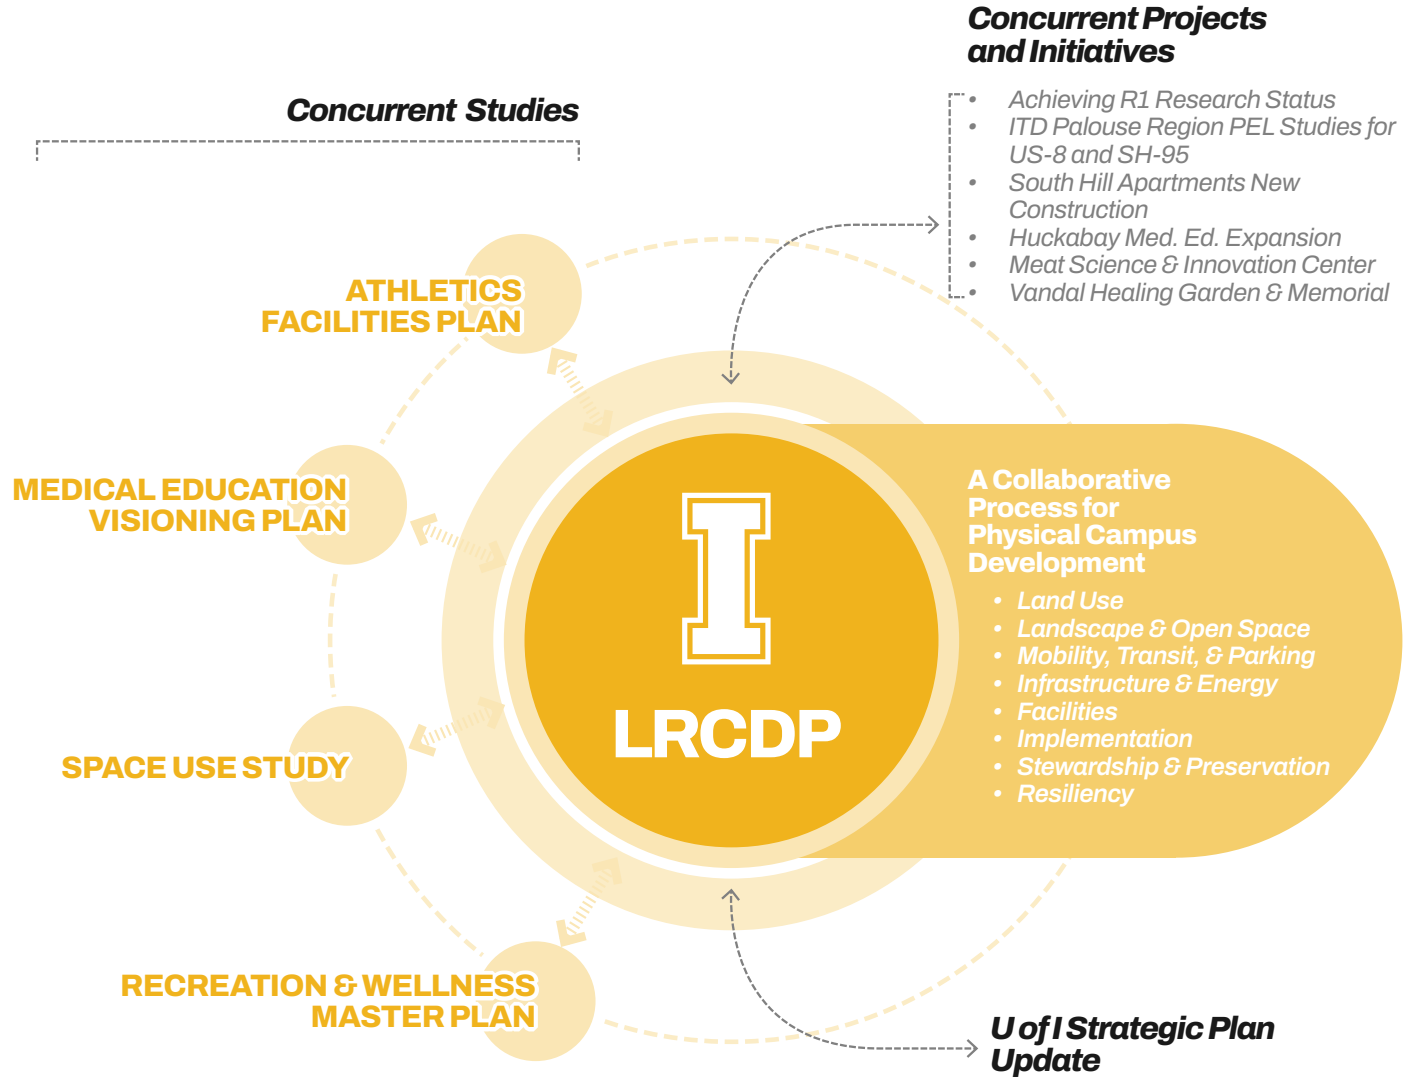 Concurrent Projects
and Initiatives
• Achieving R1 Research Status
• ITD Palouse Region PEL Studies for
US-8 and SH-95
• South Hill Apartments New
Construction
• Huckabay Med. Ed. Expansion
• Meat Science & Innovation Center
• Vandal Healing Garden & Memorial
Concurrent Studies
ATHLETICS
FACILITIES PLAN
MEDICAL EDUCATION
VISIONING PLAN
SPACE USE STUDY
RECREATION & WELLNESS
MASTER PLAN
I
LRCDP
A Collaborative
Process for
Physical Campus
Development
• Land Use
• Landscape & Open Space
• Mobility, Transit, & Parking
• Infrastructure & Energy
• Facilities
• Implementation
• Stewardship & Preservation
• Resiliency
U of I Strategic Plan
Update